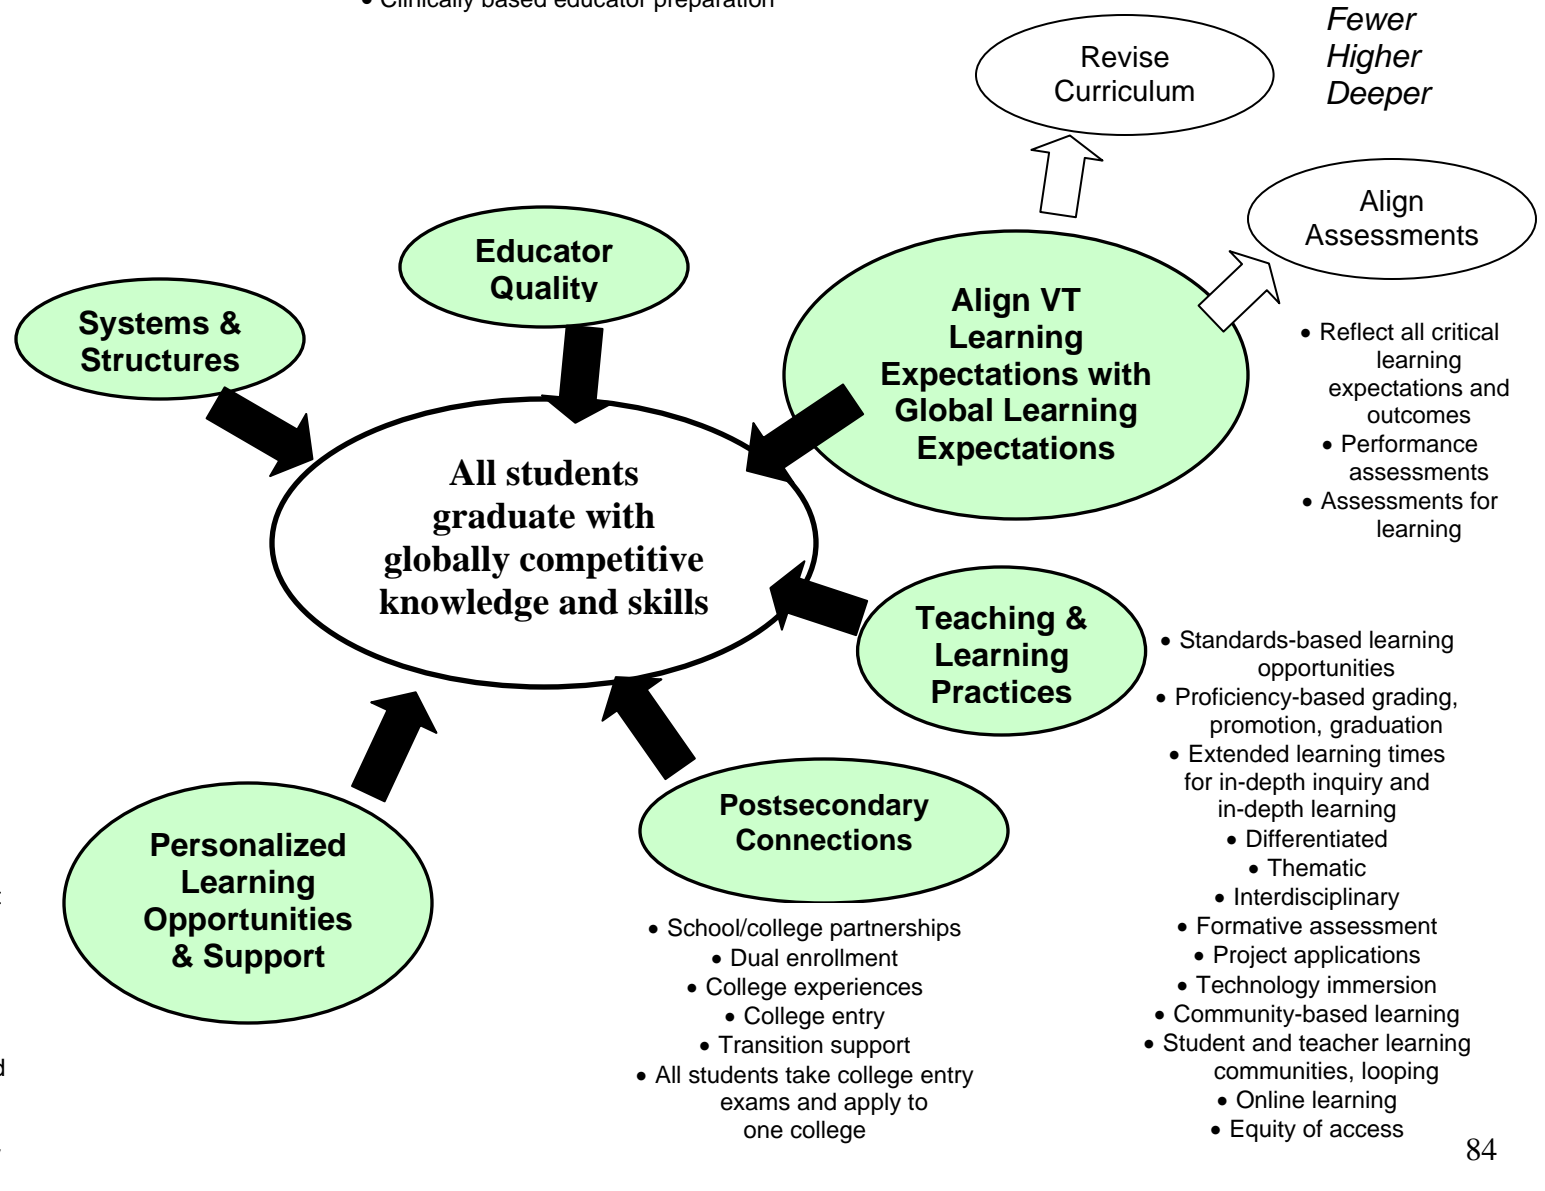 • Clinically based educator preparation
Fewer
Higher
Deeper
Revise
Curriculum
Align
Assessments
Educator
Quality
Systems &
Structures
Align VT
Learning
Expectations with
Global Learning
Expectations
• Reflect all critical
learning
expectations and
outcomes
• Performance
assessments
• Assessments for
learning
All students
graduate with
globally competitive
knowledge and skills
Teaching &
Learning
Practices
• Standards-based learning
opportunities
• Proficiency-based grading,
promotion, graduation
• Extended learning times
for in-depth inquiry and
in-depth learning
• Differentiated
• Thematic
• Interdisciplinary
• Formative assessment
• Project applications
• Technology immersion
• Community-based learning
• Student and teacher learning
communities, looping
• Online learning
• Equity of access
Postsecondary
Connections
• School/college partnerships
• Dual enrollment
• College experiences
• College entry
• Transition support
• All students take college entry
exams and apply to
one college
Personalized
Learning
Opportunities
& Support
84